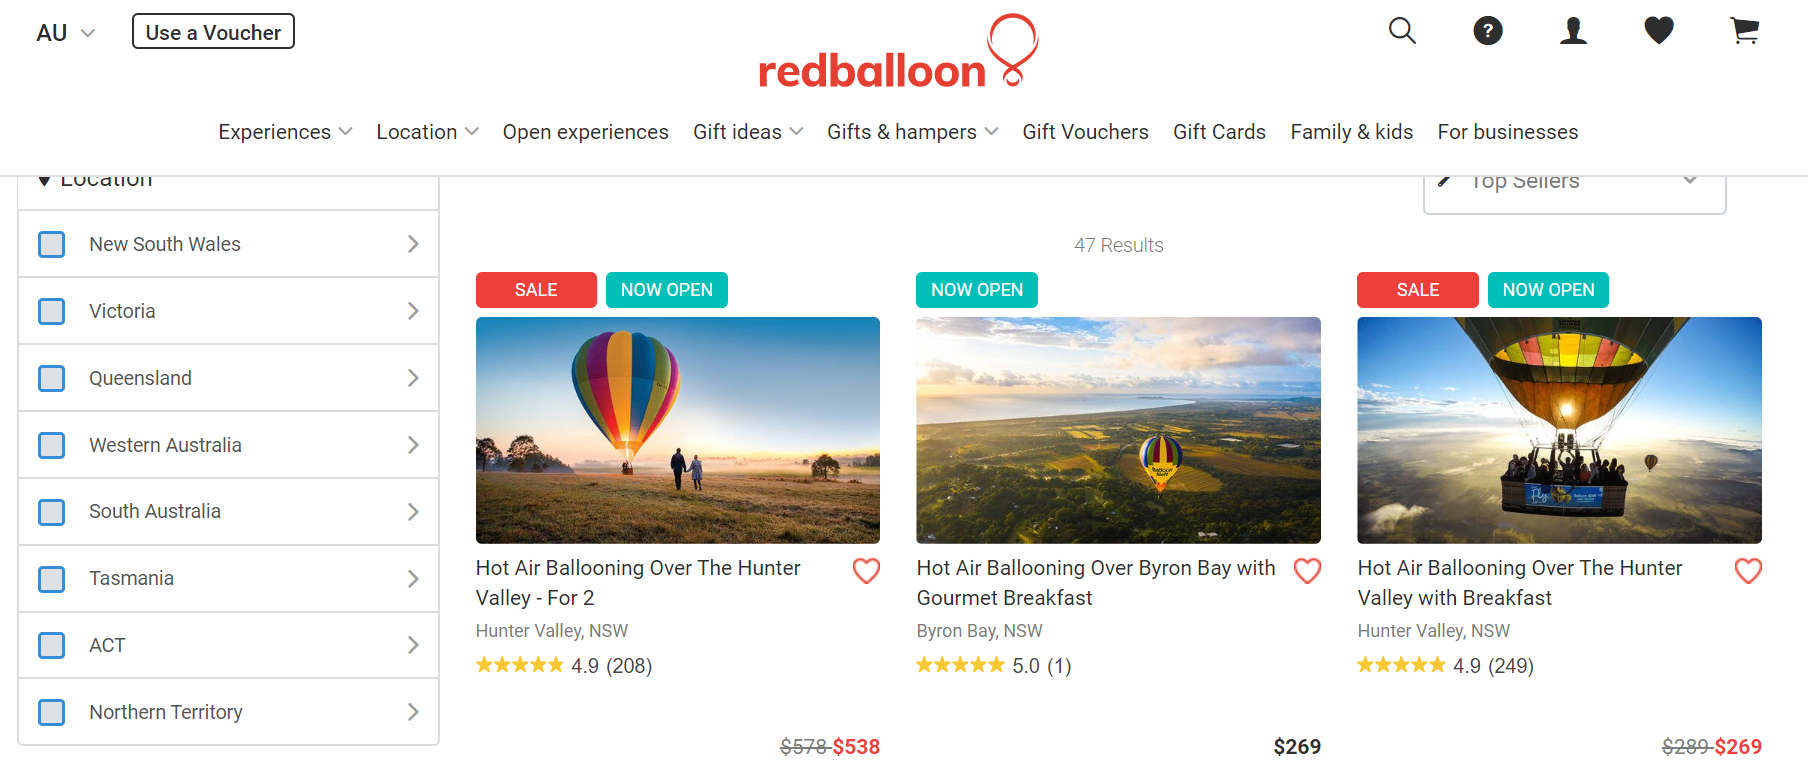 AU
Use a Voucher
redballoon
?
Experiences
Location
Open experiences
Gift ideas
Gifts & hampers
Gift Vouchers
Gift Cards
Family & kids
For businesses
Location
Top Sellers
New South Wales
Victoria
Queensland
Western Australia
South Australia
Tasmania
ACT
Northern Territory
47 Results
SALE
NOW OPEN
Hot Air Ballooning Over The Hunter
Valley - For 2
Hunter Valley, NSW
4.9 (208)
$578 $538
NOW OPEN
Balloon
Hot Air Ballooning Over Byron Bay with
Gourmet Breakfast
Byron Bay, NSW
5.0 (1)
$269
SALE
NOW OPEN
Fly
Hot Air Ballooning Over The Hunter
Valley with Breakfast
Hunter Valley, NSW
4.9 (249)
$289 $269